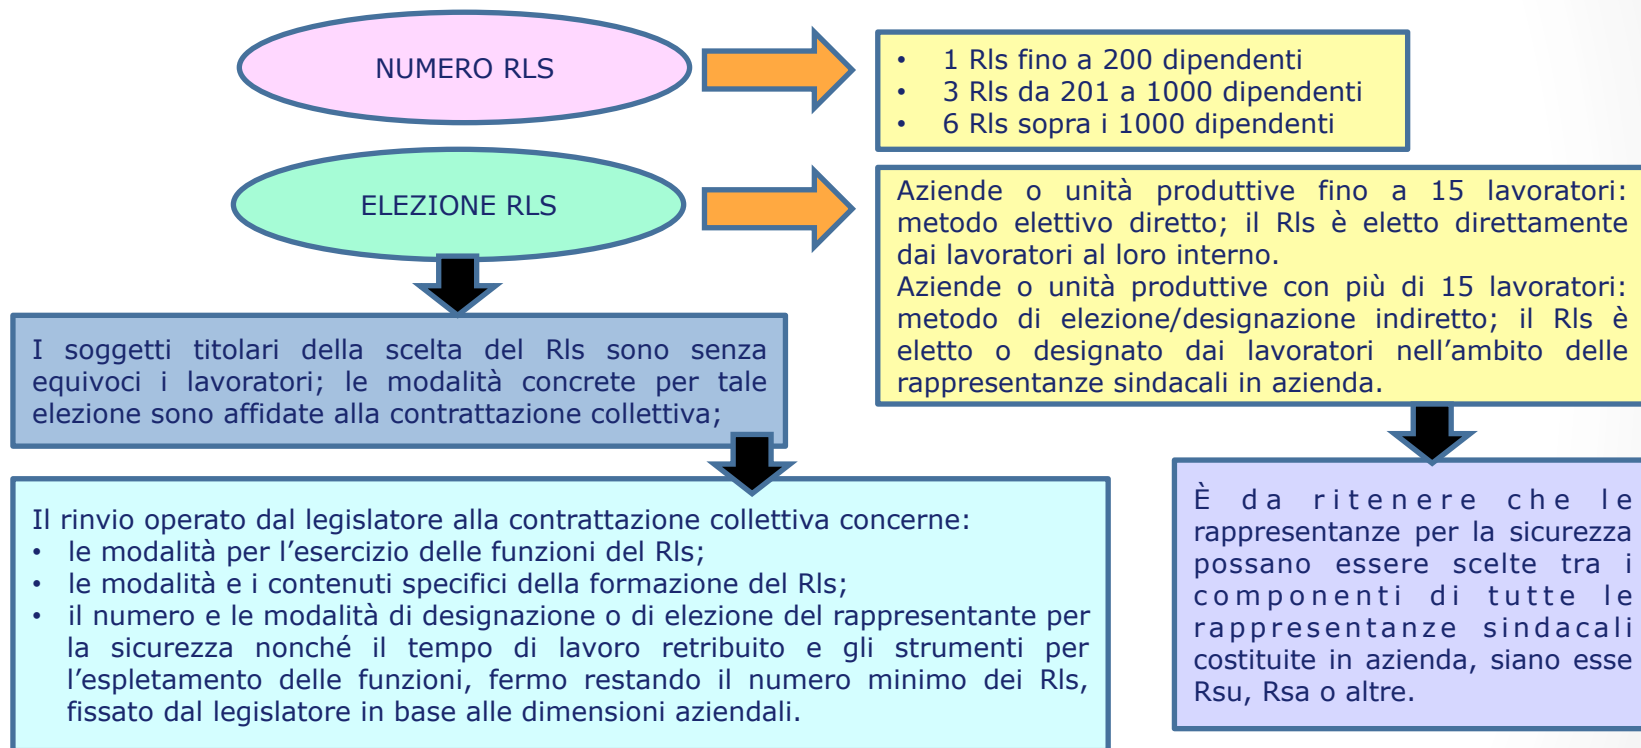 NUMERO RLS
• 1 Rls fino a 200 dipendenti
• 3 Rls da 201 a 1000 dipendenti
• 6 Rls sopra i 1000 dipendenti
ELEZIONE RLS
Aziende o unità produttive fino a 15 lavoratori:
metodo elettivo diretto; il Rls è eletto direttamente
dai lavoratori al loro interno.
Aziende o unità produttive con più di 15 lavoratori:
metodo di elezione/designazione indiretto; il Rls è
eletto o designato dai lavoratori nell'ambito delle
rappresentanze sindacali in azienda.
I soggetti titolari della scelta del Rls sono senza
equivoci i lavoratori; le modalità concrete per tale
elezione sono affidate alla contrattazione collettiva;
Il rinvio operato dal legislatore alla contrattazione collettiva concerne:
• le modalità per l'esercizio delle funzioni del Rls;
• le modalità e i contenuti specifici della formazione del Rls;
• il numero e le modalità di designazione o di elezione del rappresentante per
la sicurezza nonché il tempo di lavoro retribuito e gli strumenti per
l'espletamento delle funzioni, fermo restando il numero minimo dei Rls,
fissato dal legislatore in base alle dimensioni aziendali.
È da ritenere che le
rappresentanze per la sicurezza
possano essere scelte tra i
componenti di tutte le
rappresentanze sindacali
costituite in azienda, siano esse
Rsu, Rsa o altre.